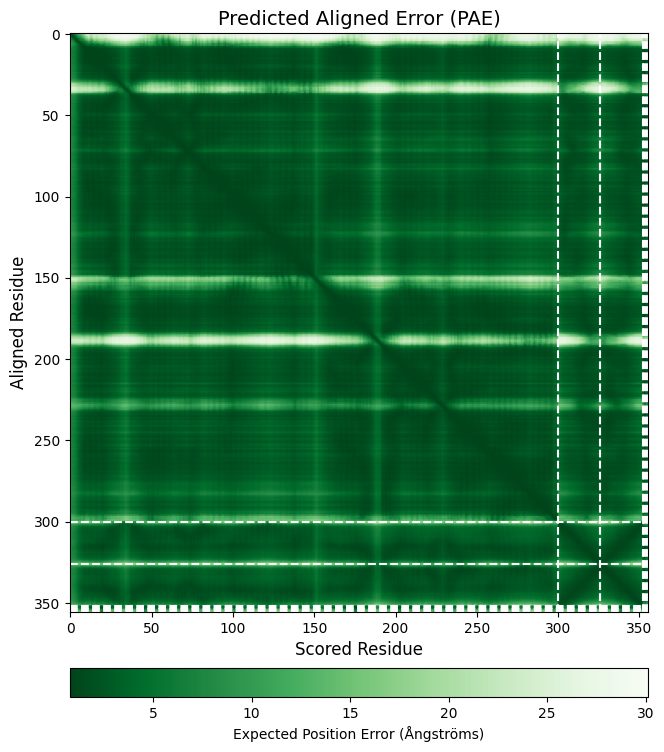 Predicted Aligned Error (PAE)
0
50
100
150
200
250
300
350
Aligned Residue
0 50 100 150 200 250 300 350
Scored Residue
5 10 15 20 25 30
Expected Position Error (Ångströms)